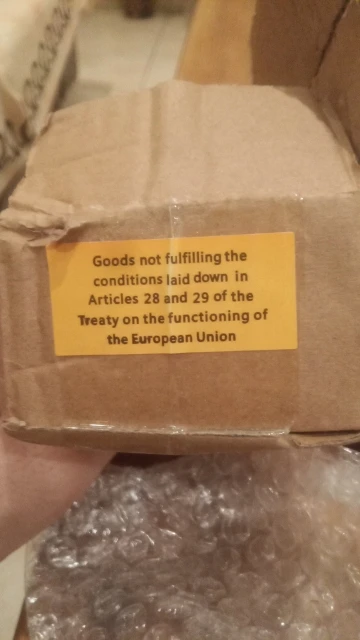 Goods not fulfilling the
conditions laid down in
Articles 28 and 29 of the
Treaty on the functioning of
the European Union